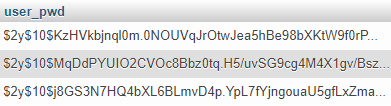 user_pwd
$2y$10$KzHVkbjnql0m.0NOUVqJrOtwJea5hBe98bXKtW9f0rP...
$2y$10$MqDdPYUIO2CVOc8Bbz0tq.H5/uvSG9cg4M4X1gv/Bsz...
$2y$10$j8GS3N7HQ4bXL6BLmvD4p.YpL7fYjngouaU5gfLxZma...